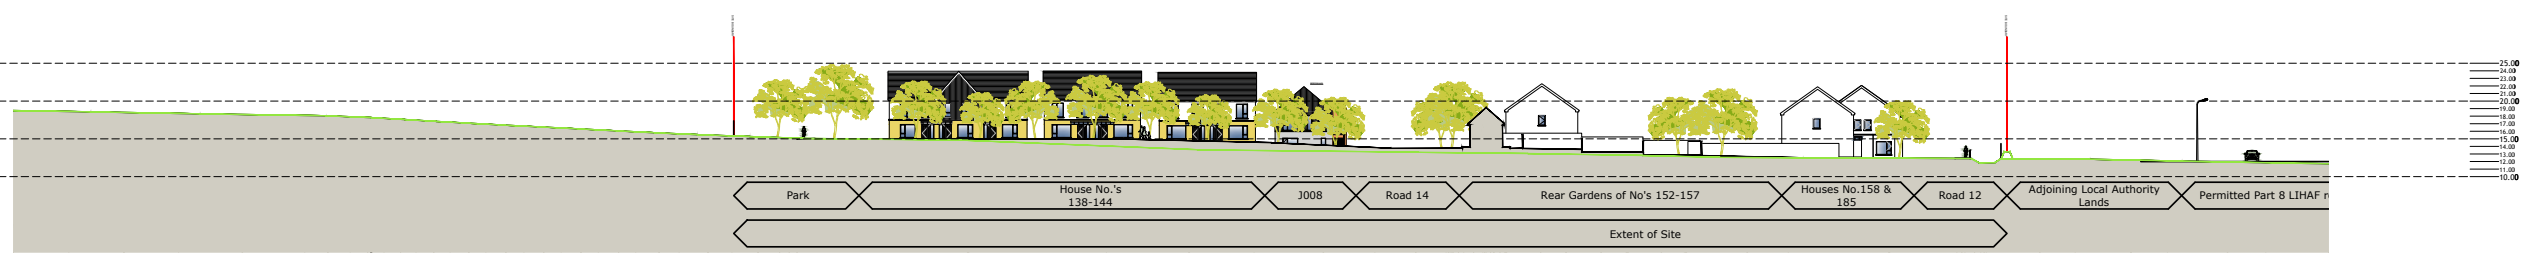 25.00
24.00
23.00
22.00
21.00
20.00
19.00
18.00
17.00
16.00
15.00
14.00
13.00
12.00
11.00
10.00
Park
House No.'s
138-144
J008
Road 14
Rear Gardens of No's 152-157
Houses No.158 &
185
Road 12
Adjoining Local Authority
Lands
Permitted Part 8 LIHAF
Extent of Site